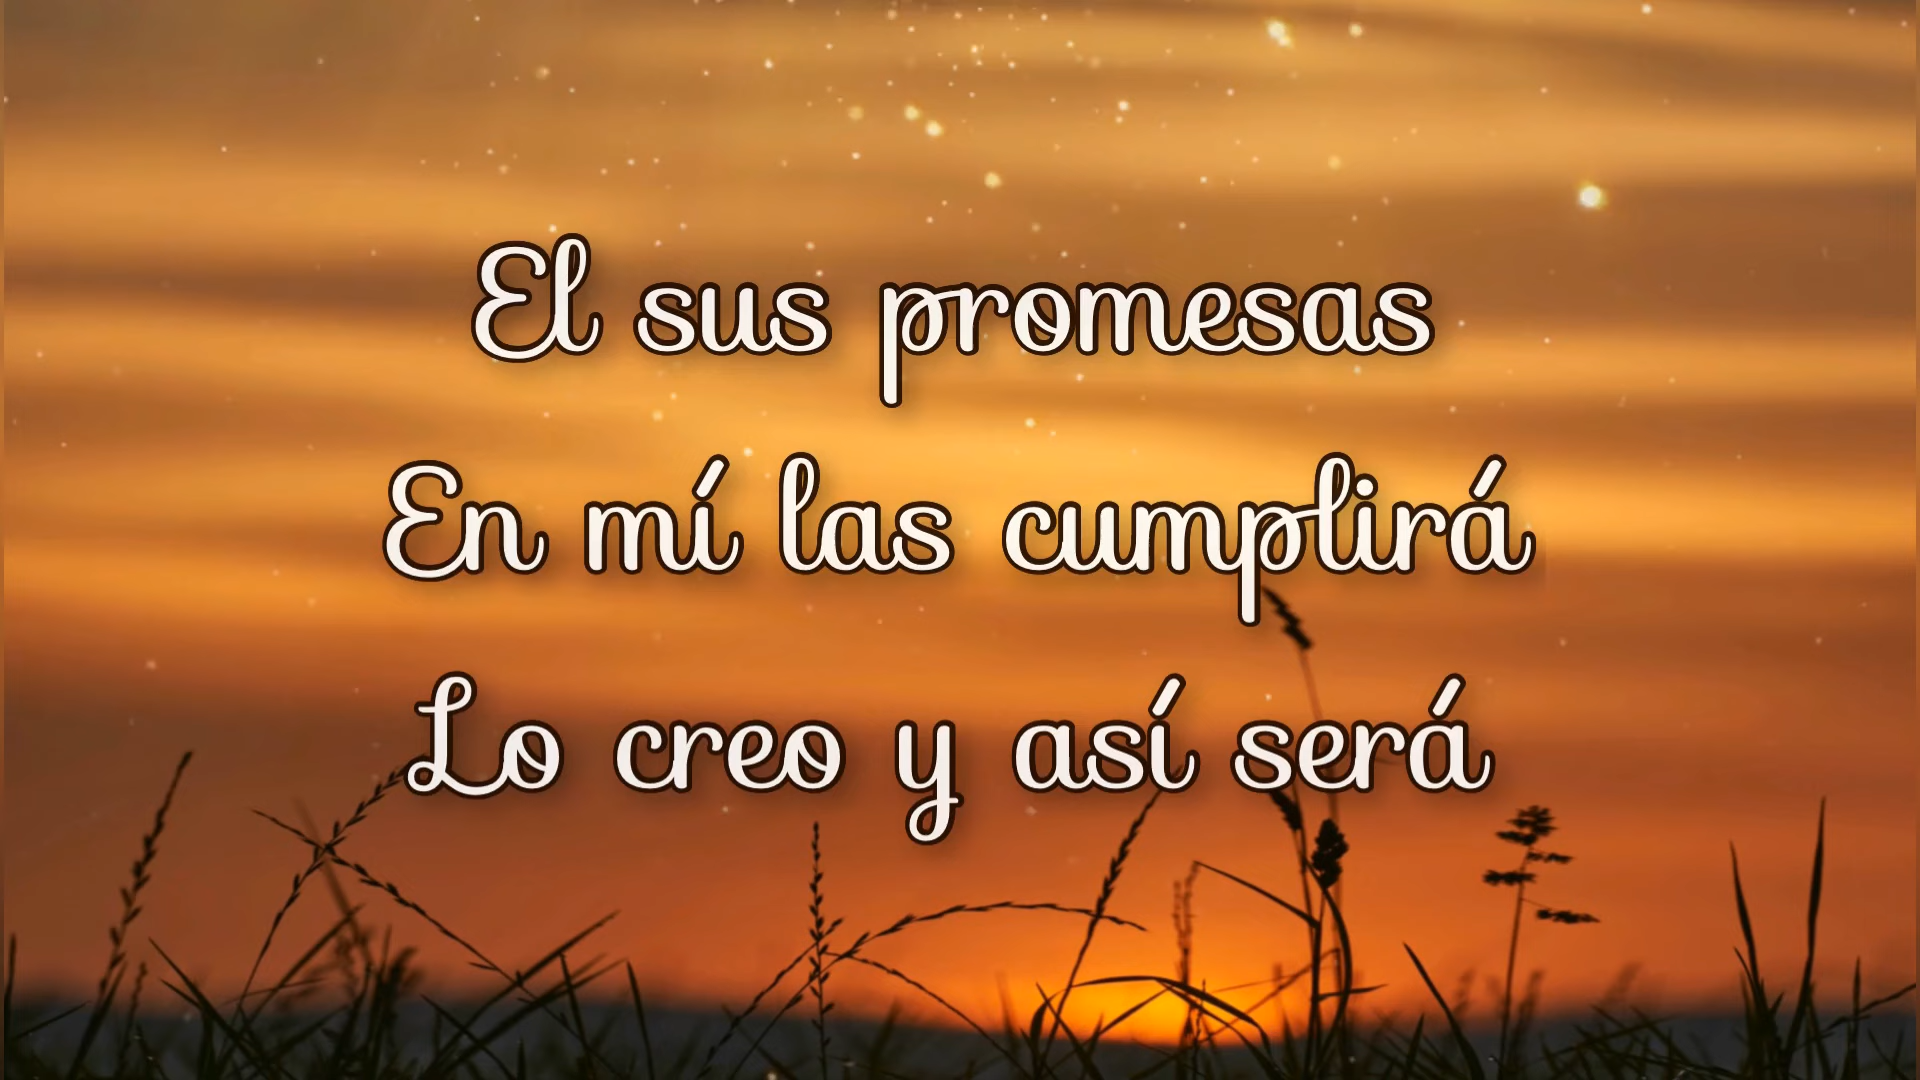 El sus promesas
En mí las cumplirá
Lo creo y así será